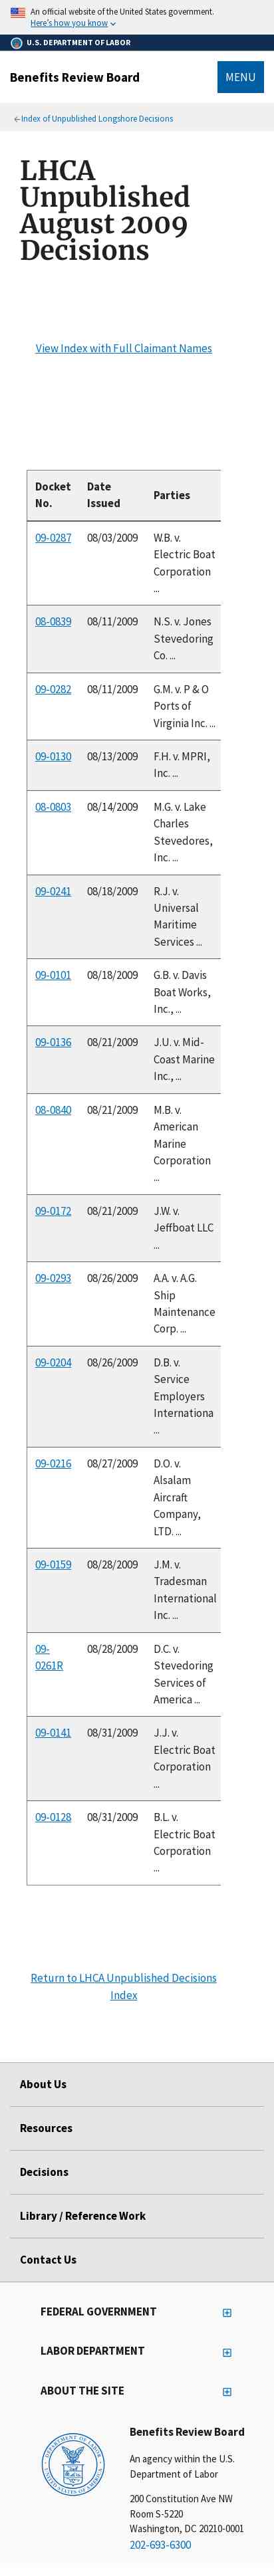 An official website of the United States government.
Here's how you know
U.S. DEPARTMENT OF LABOR
Benefits Review Board
MENU
Index of Unpublished Longshore Decisions
LHCA
Unpublished
August 2009
Decisions
View Index with Full Claimant Names
Docket
No.
Date
Issued
Parties
09-0287
08/03/2009
W.B. v.
Electric Boat
Corporation
...
08-0839
08/11/2009
N.S. v. Jones
Stevedoring
Co. ...
09-0282
08/11/2009
G.M. v. P & O
Ports of
Virginia Inc. ...
09-0130
08/13/2009
F.H. v. MPRI,
Inc. ...
08-0803
08/14/2009
M.G. v. Lake
Charles
Stevedores,
Inc. ...
09-0241
08/18/2009
R.J. v.
Universal
Maritime
Services ...
09-0101
08/18/2009
G.B. v. Davis
Boat Works,
Inc., ...
09-0136
08/21/2009
J.U. v. Mid-
Coast Marine
Inc., ...
08-0840
08/21/2009
M.B. v.
American
Marine
Corporation
...
09-0172
08/21/2009
J.W. v.
Jeffboat LLC
...
09-0293
08/26/2009
A.A. v. A.G.
Ship
Maintenance
Corp. ...
09-0204
08/26/2009
D.B. v.
Service
Employers
Internationa
...
09-0216
08/27/2009
D.O. v.
Alsalam
Aircraft
Company,
LTD. ...
09-0159
08/28/2009
J.M. v.
Tradesman
International
Inc. ...
09-
0261R
08/28/2009
D.C. v.
Stevedoring
Services of
America ...
09-0141
08/31/2009
J.J. v.
Electric Boat
Corporation
...
09-0128
08/31/2009
B.L. v.
Electric Boat
Corporation
...
Return to LHCA Unpublished Decisions
Index
About Us
Resources
Decisions
Library / Reference Work
Contact Us
FEDERAL GOVERNMENT
LABOR DEPARTMENT
ABOUT THE SITE
Benefits Review Board
An agency within the U.S.
Department of Labor
200 Constitution Ave NW
Room S-5220
Washington, DC 20210-0001
202-693-6300